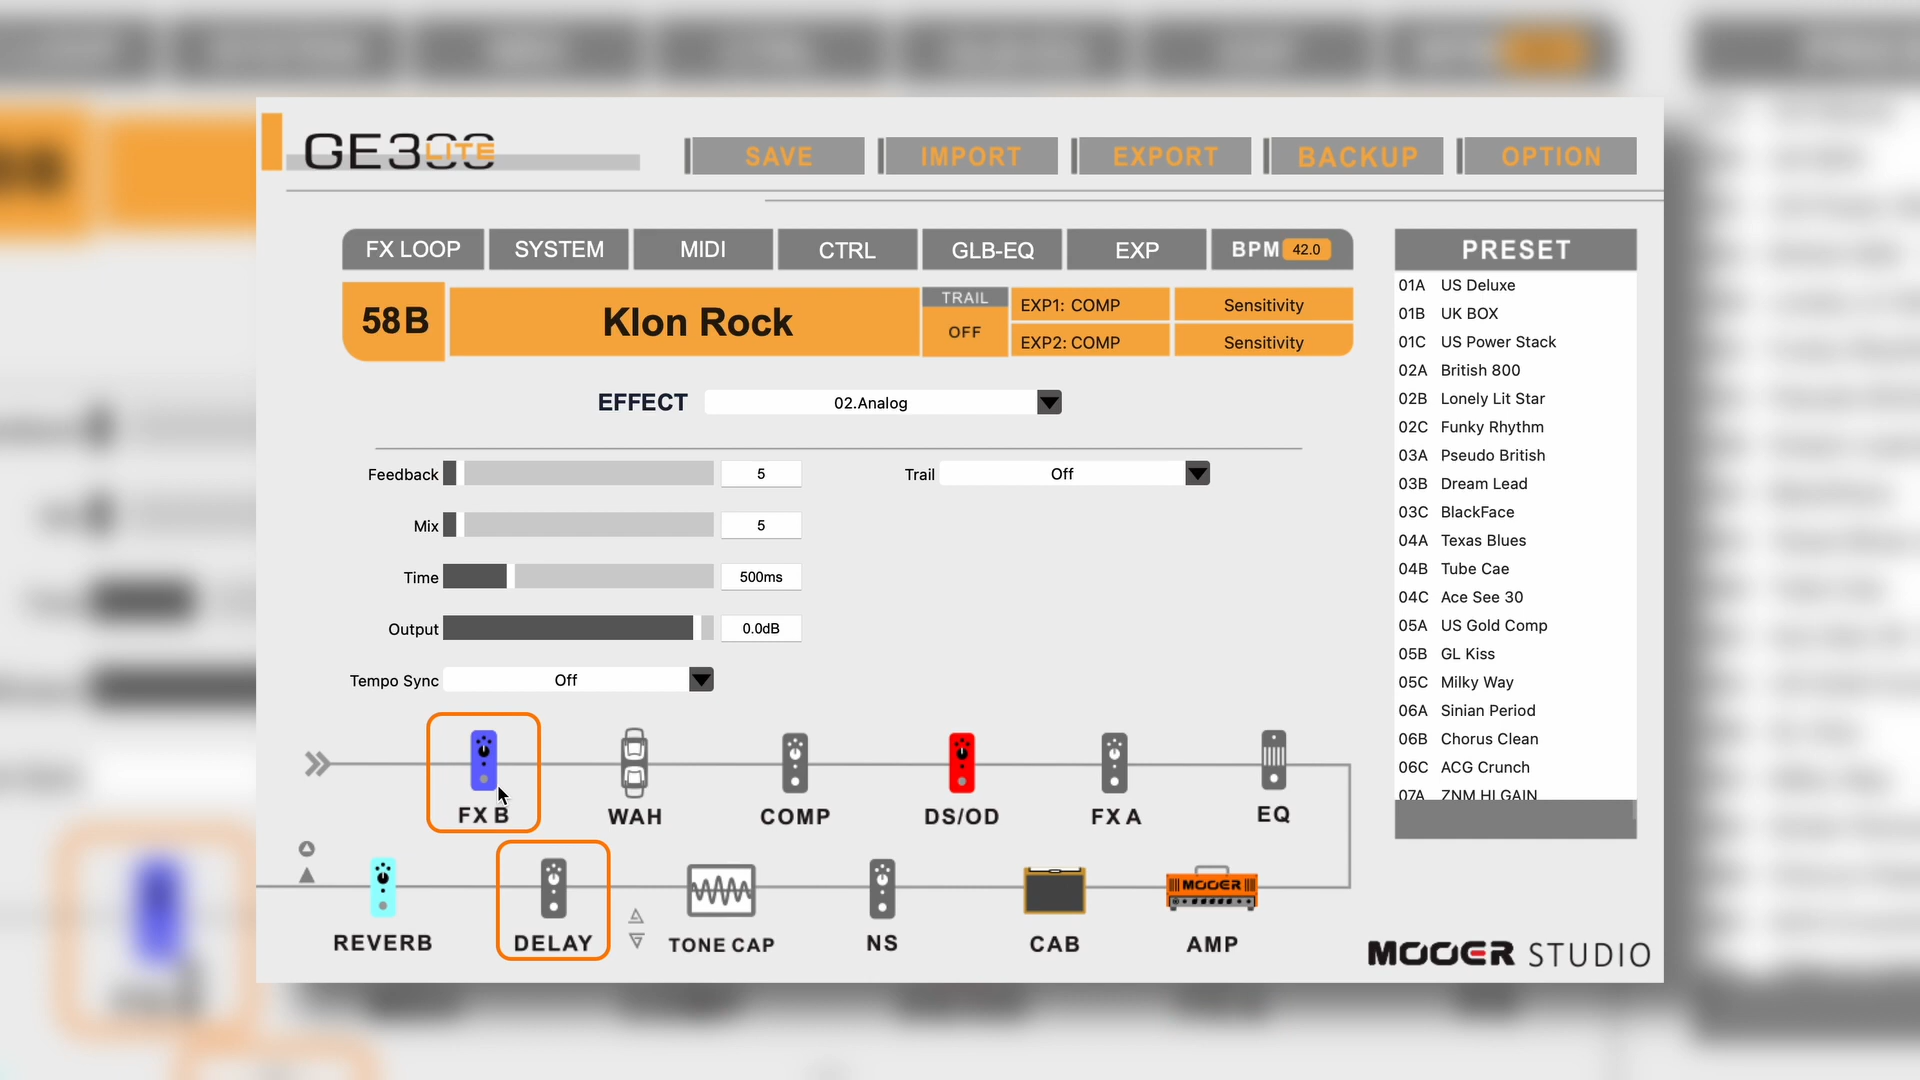 GE300
LITE
SAVE
IMPORT
EXPORT
BACKUP
OPTION
FX LOOP
SYSTEM
MIDI
CTRL
GLB-EQ
EXP
BPM 42.0
58B
Klon Rock
TRAIL
OFF
EXP1: COMP
Sensitivity
EXP2: COMP
Sensitivity
EFFECT
02.Analog
Feedback
5
Trail
Off
Mix
5
Time
500ms
Output
0.0dB
Tempo Sync
Off
FX B
WAH
COMP
DS/OD
FX A
EQ
REVERB
DELAY
TONE CAP
NS
CAB
MOOER
AMP
PRESET
01A US Deluxe
01B UK BOX
01C US Power Stack
02A British 800
02B Lonely Lit Star
02C Funky Rhythm
03A Pseudo British
03B Dream Lead
03C BlackFace
04A Texas Blues
04B Tube Cae
04C Ace See 30
05A US Gold Comp
05B GL Kiss
05C Milky Way
06A Sinian Period
06B Chorus Clean
06C ACG Crunch
07A ZNM HI GAIN
MOOER STUDIO